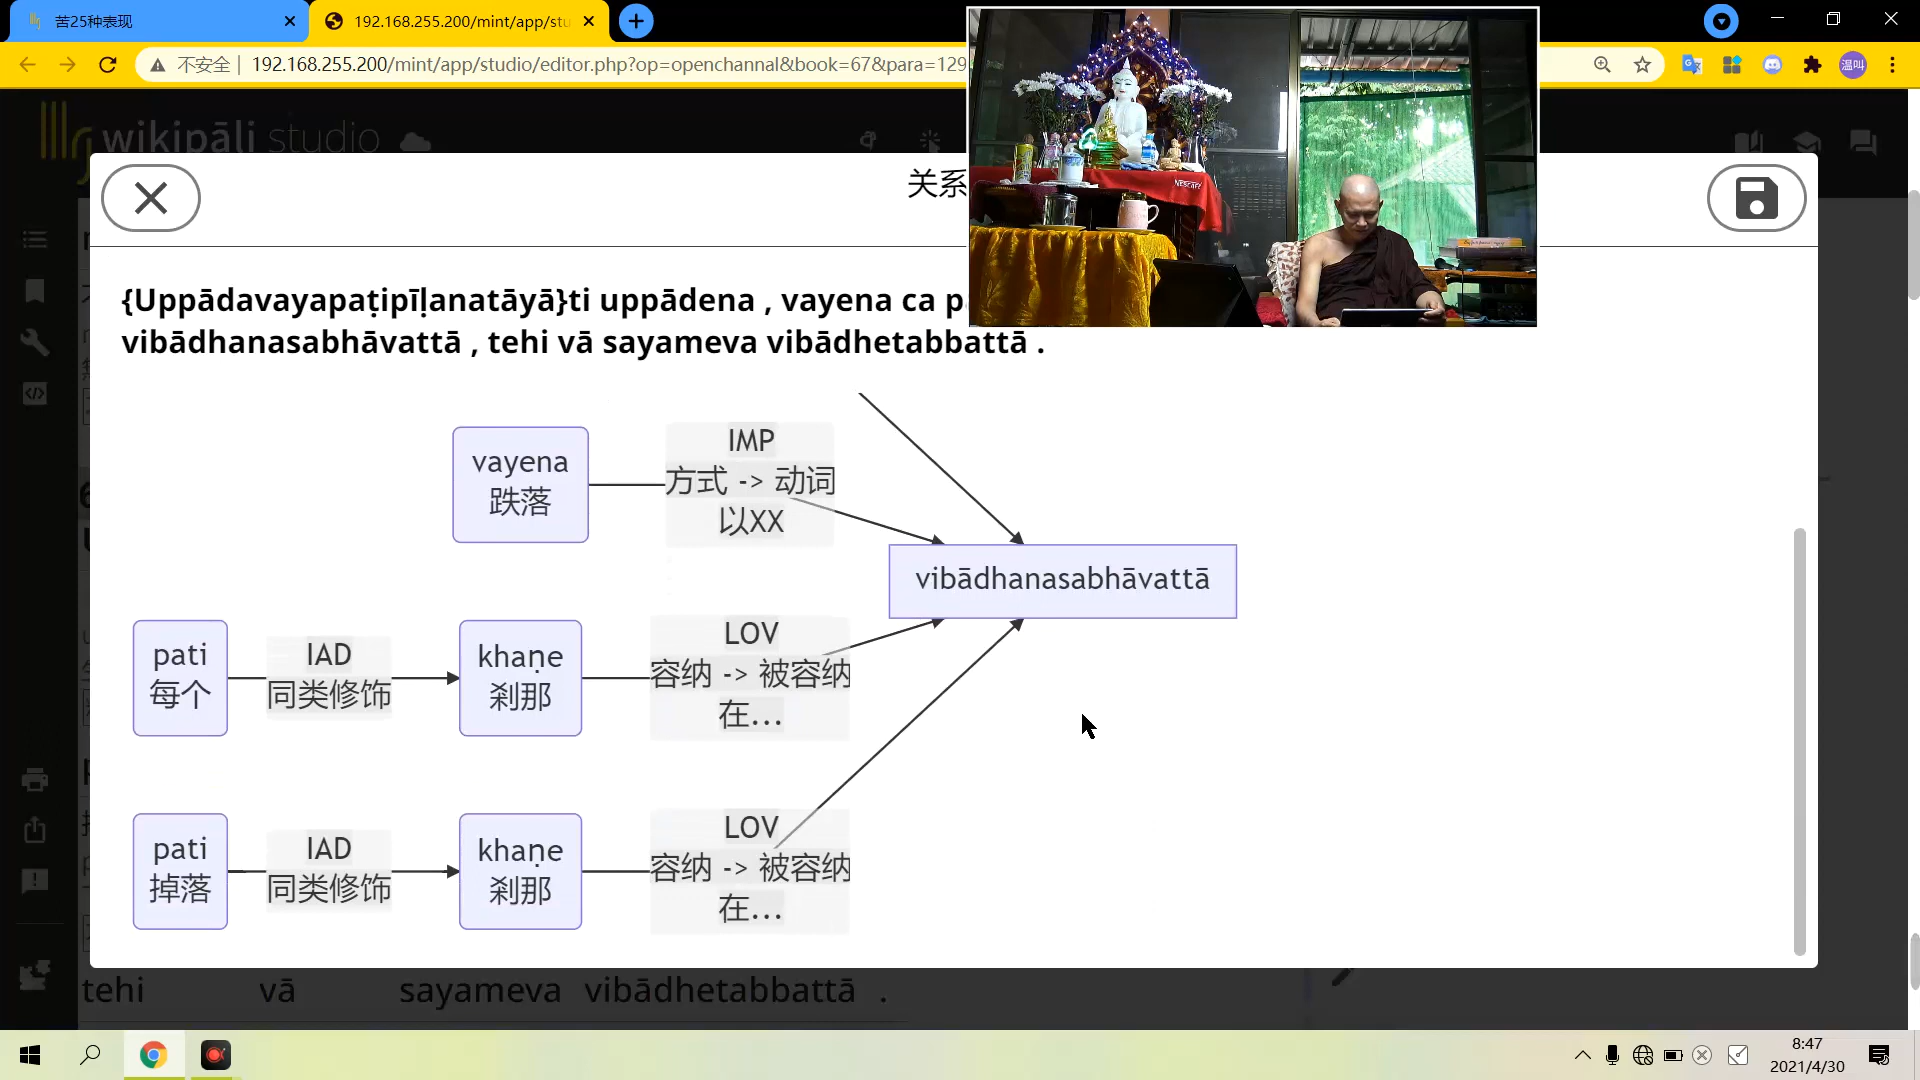 苦25种表现
192.168.255.200/mint/app/stu
不安全
192.168.255.200/mint/app/studio/editor.php?op=openchannal&book=67&para=129
温叫
wikipāli studio
关系
NESCAFÉ
{Uppādavayapaṭipīḷanatāyā}ti uppādena , vayena ca p
vibādhanasabhāvattā , tehi vā sayameva vibādhetabbattā .
vayena
跌落
IMP
方式 -> 动词
以XX
vibādhanasabhāvattā
pati
每个
IAD
同类修饰
khaṇe
剎那
LOV
容纳 -> 被容纳
在...
pati
掉落
IAD
同类修饰
khaṇe
剎那
LOV
容纳 -> 被容纳
在...
tehi vā sayameva vibādhetabbattā .
8:47
2021/4/30